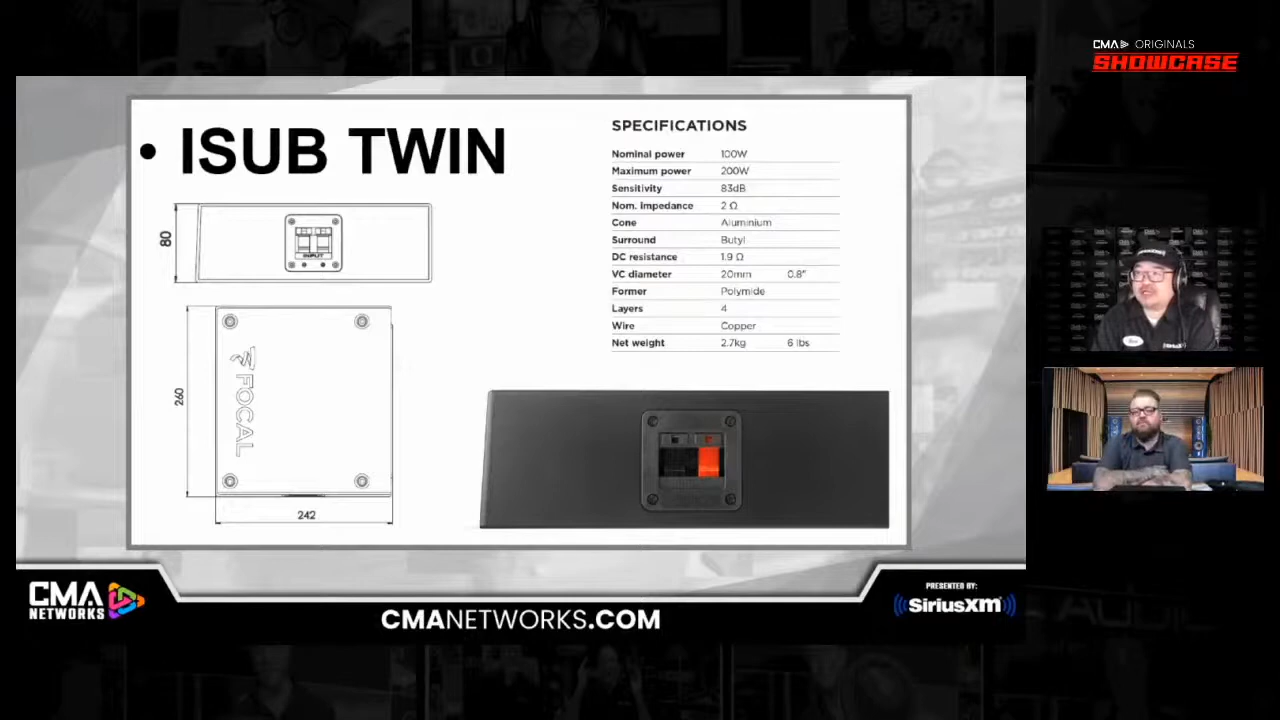 CMA ORIGINALS
SHOWCASE
• ISUB TWIN
80
INPUT
260
FOCAL
242
SPECIFICATIONS
Nominal power 100W
Maximum power 200W
Sensitivity 83dB
Nom. impedance 2 Ω
Cone Aluminium
Surround Butyl
DC resistance 1.9 Ω
VC diameter 20mm 0.8"
Former Polymide
Layers 4
Wire Copper
Net weight 2.7kg 6 lbs
CMA
NETWORKS
CMANETWORKS.COM
PRESENTED BY:
SiriusXM